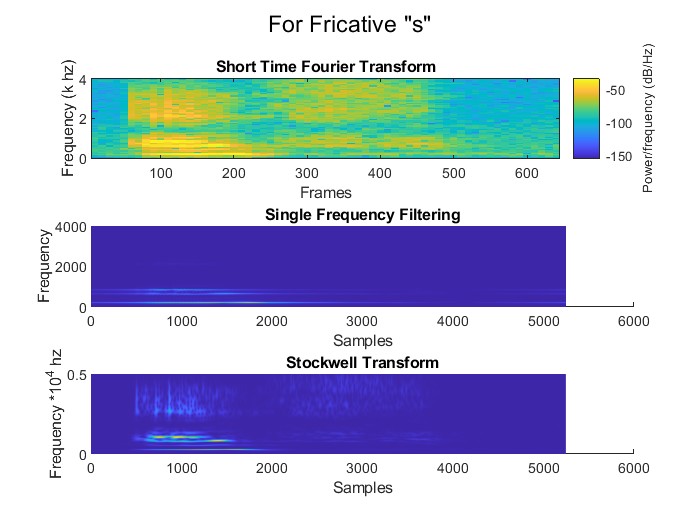 For Fricative "s"
Short Time Fourier Transform
Frequency (k hz)
4
2
0
100 200 300 400 500 600
Frames
-50
-100
-150
Power/frequency (dB/Hz)
Single Frequency Filtering
Frequency
4000
2000
0
0 1000 2000 3000 4000 5000 6000
Samples
Stockwell Transform
Frequency *10^4 hz
0.5
0
0 1000 2000 3000 4000 5000 6000
Samples